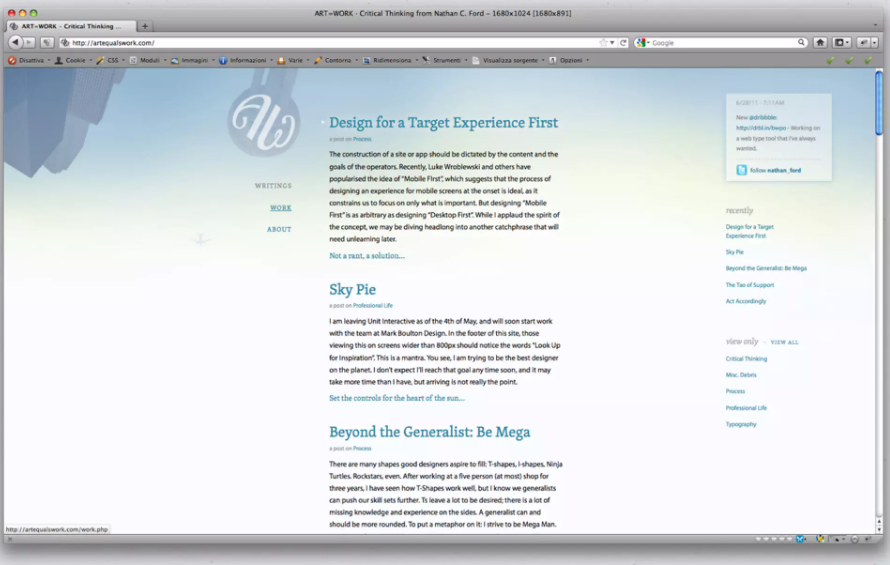 ART=WORK - Critical Thinking from Nathan C. Ford - 1680x1024 [1680x891]
ART=WORK - Critical Thinking ...
http://artequalswork.com/
Google
Disattiva Cookie CSS Moduli Immagini Informazioni Varie Contorna Ridimensiona Strumenti Visualizza sorgente Opzioni
AW
WRITINGS
WORK
ABOUT
Design for a Target Experience First
a post on Process
The construction of a site or app should be dictated by the content and the
goals of the operators. Recently, Luke Wroblewski and others have
popularised the idea of "Mobile First", which suggests that the process of
designing an experience for mobile screens at the onset is ideal, as it
constrains us to focus on only what is important. But designing "Mobile
First" is as arbitrary as designing "Desktop First". While I applaud the spirit of
the concept, we may be diving headlong into another catchphrase that will
need unlearning later.
Not a rant, a solution...
Sky Pie
a post on Professional Life
I am leaving Unit Interactive as of the 4th of May, and will soon start work
with the team at Mark Boulton Design. In the footer of this site, those
viewing this on screens wider than 800px should notice the words "Look Up
for Inspiration". This is a mantra. You see, I am trying to be the best designer
on the planet. I don't expect I'll reach that goal any time soon, and it may
take more time than I have, but arriving is not really the point.
Set the controls for the heart of the sun...
Beyond the Generalist: Be Mega
a post on Process
There are many shapes good designers aspire to fill: T-shapes, I-shapes, Ninja
Turtles. Rockstars, even. After working at a five person (at most) shop for
three years, I have seen how T-Shapes work well, but I know we generalists
can push our skill sets further. Ts leave a lot to be desired; there is a lot of
missing knowledge and experience on the sides. A generalist can and
should be more rounded. To put a metaphor on it: I strive to be Mega Man.
6/28/11 - 7:11 AM
New @dribbble:
http://drbl.in/bwpo - Working on
a web type tool that I've always
wanted.
follow nathan_ford
recently
Design for a Target
Experience First
Sky Pie
Beyond the Generalist: Be Mega
The Tao of Support
Act Accordingly
view only - VIEW ALL
Critical Thinking
Misc. Debris
Process
Professional Life
Typography
http://artequalswork.com/work.php